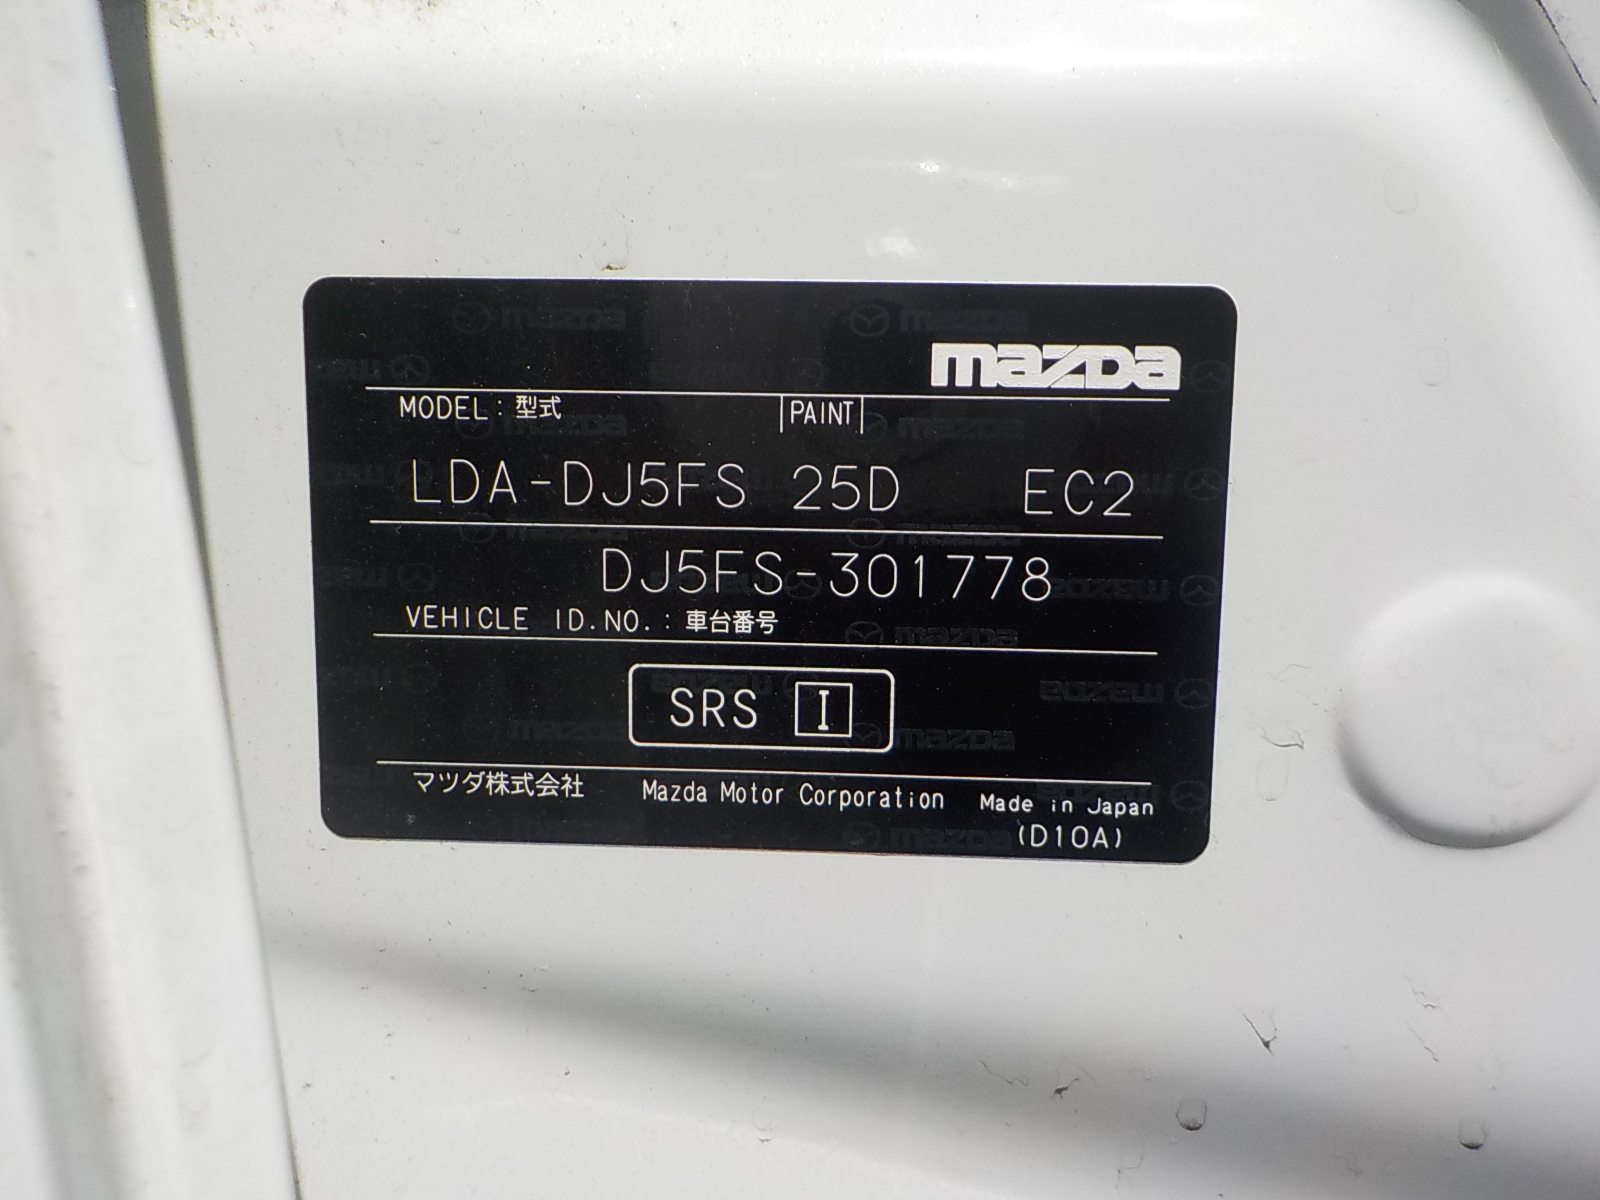 mazda
MODEL : 型式 |PAINT|
LDA-DJ5FS 25D EC2
DJ5FS-301778
VEHICLE ID.NO. : 車台番号
SRS I
マツダ株式会社 Mazda Motor Corporation Made in Japan
(D10A)